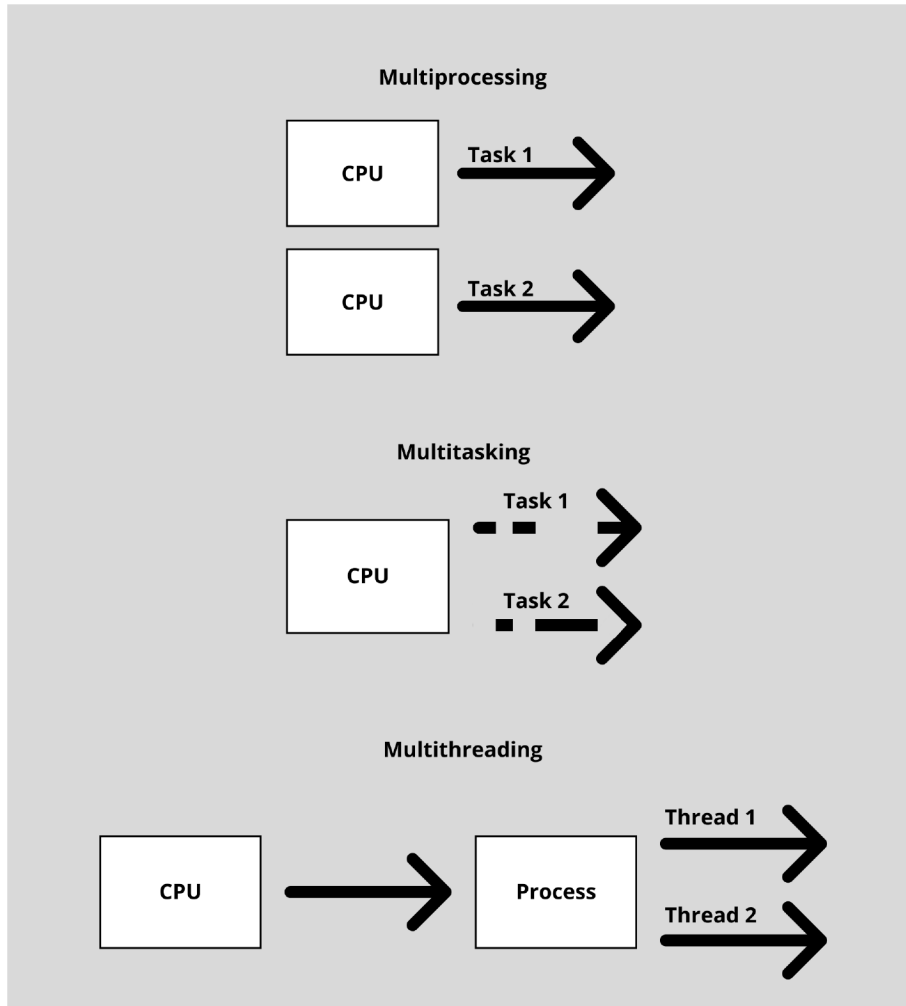 Multiprocessing
CPU
Task 1
CPU
Task 2
Multitasking
Task 1
CPU
Task 2
Multithreading
Thread 1
CPU
Process
Thread 2